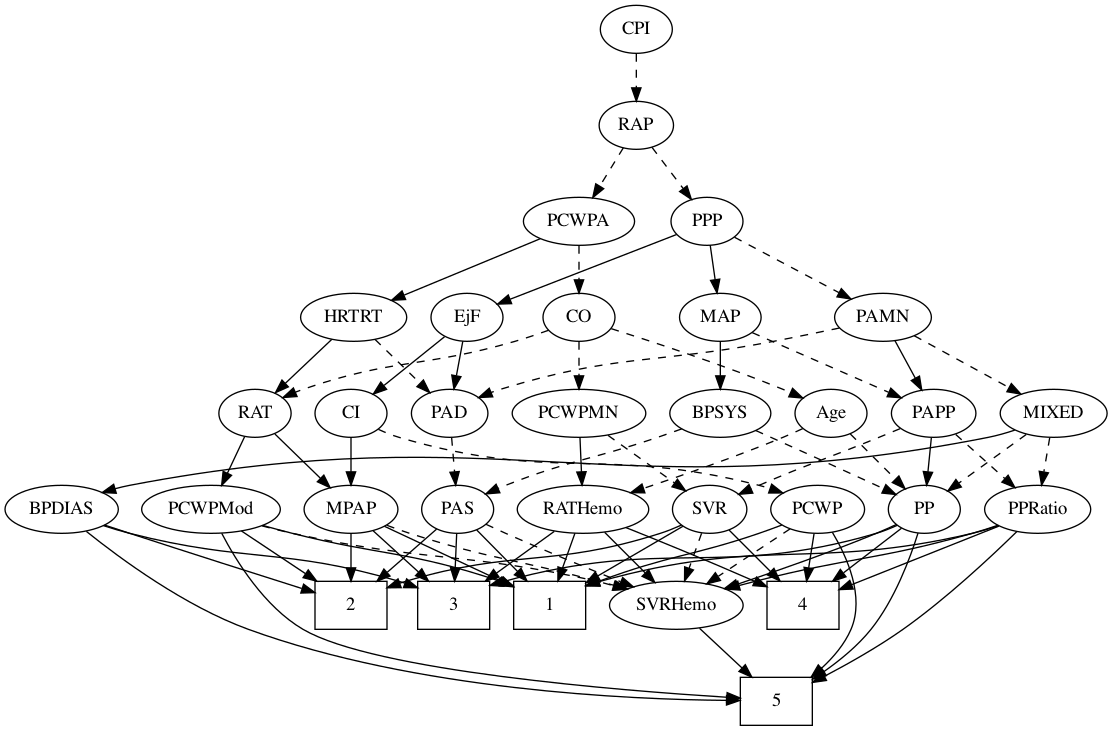 CPI
RAP
PCWPA
PPP
HRTRT
EjF
CO
MAP
PAMN
RAT
CI
PAD
PCWPMN
BPSYS
Age
PAPP
MIXED
BPDIAS
PCWPMod
MPAP
PAS
RATHemo
SVR
PCWP
PP
PPRatio
2
3
1
SVRHemo
4
5